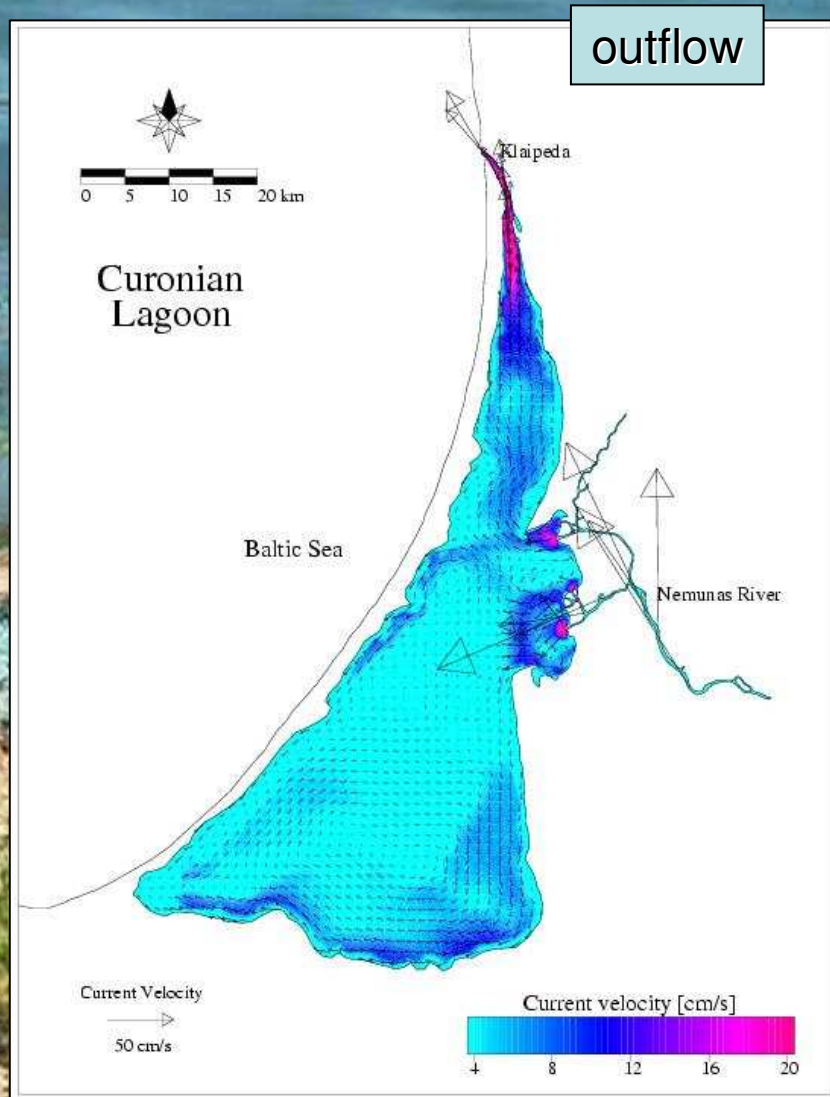 outflow
Klaipeda
0 5 10 15 20 km
Curonian
Lagoon
Baltic Sea
Nemunas River
Current Velocity
50 cm/s
Current velocity [cm/s]
4 8 12 16 20